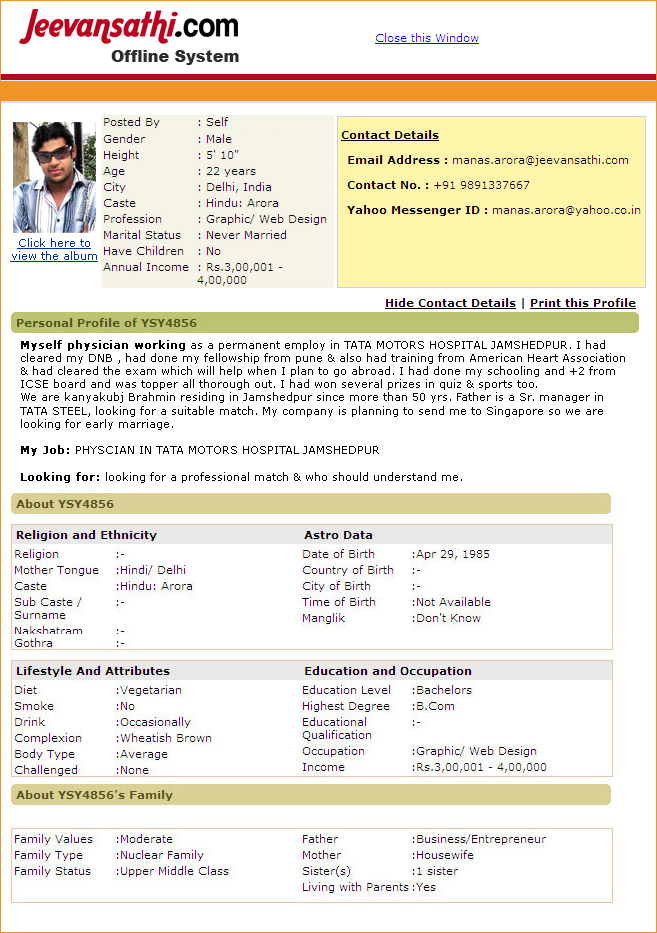 Jeevansathi.com
Offline System
Close this Window
Posted By : Self
Gender : Male
Height : 5' 10"
Age : 22 years
City : Delhi, India
Caste : Hindu: Arora
Profession : Graphic/ Web Design
Marital Status : Never Married
Have Children : No
Annual Income : Rs.3,00,001 -
4,00,000
Click here to
view the album
Contact Details
Email Address : manas.arora@jeevansathi.com
Contact No. : +91 9891337667
Yahoo Messenger ID : manas.arora@yahoo.co.in
Hide Contact Details | Print this Profile
Personal Profile of YSY4856
Myself physician working as a permanent employ in TATA MOTORS HOSPITAL JAMSHEDPUR. I had
cleared my DNB , had done my fellowship from pune & also had training from American Heart Association
& had cleared the exam which will help when I plan to go abroad. I had done my schooling and +2 from
ICSE board and was topper all thorough out. I had won several prizes in quiz & sports too.
We are kanyakubj Brahmin residing in Jamshedpur since more than 50 yrs. Father is a Sr. manager in
TATA STEEL, looking for a suitable match. My company is planning to send me to Singapore so we are
looking for early marriage.
My Job: PHYSCIAN IN TATA MOTORS HOSPITAL JAMSHEDPUR
Looking for: looking for a professional match & who should understand me.
About YSY4856
Religion and Ethnicity
Religion :-
Mother Tongue :Hindi/ Delhi
Caste :Hindu: Arora
Sub Caste / :-
Surname
Nakshatram :-
Gothra :-
Astro Data
Date of Birth :Apr 29, 1985
Country of Birth :-
City of Birth :-
Time of Birth :Not Available
Manglik :Don't Know
Lifestyle And Attributes
Diet :Vegetarian
Smoke :No
Drink :Occasionally
Complexion :Wheatish Brown
Body Type :Average
Challenged :None
Education and Occupation
Education Level :Bachelors
Highest Degree :B.Com
Educational :-
Qualification
Occupation :Graphic/ Web Design
Income :Rs.3,00,001 - 4,00,000
About YSY4856's Family
Family Values :Moderate
Family Type :Nuclear Family
Family Status :Upper Middle Class
Father :Business/Entrepreneur
Mother :Housewife
Sister(s) :1 sister
Living with Parents :Yes